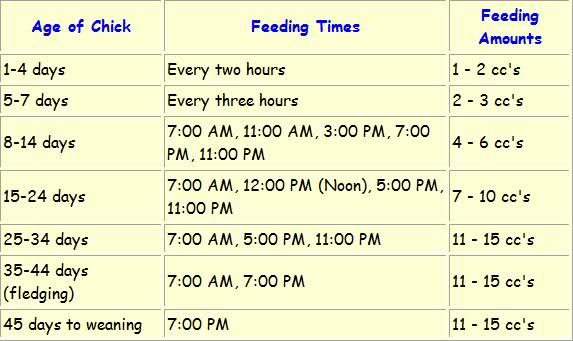 Age of Chick Feeding Times Feeding
Amounts
1-4 days Every two hours 1 - 2 cc's
5-7 days Every three hours 2 - 3 cc's
8-14 days 7:00 AM, 11:00 AM, 3:00 PM, 7:00
PM, 11:00 PM 4 - 6 cc's
15-24 days 7:00 AM, 12:00 PM (Noon), 5:00 PM,
11:00 PM 7 - 10 cc's
25-34 days 7:00 AM, 5:00 PM, 11:00 PM 11 - 15 cc's
35-44 days
(fledging) 7:00 AM, 7:00 PM 11 - 15 cc's
45 days to weaning 7:00 PM 11 - 15 cc's